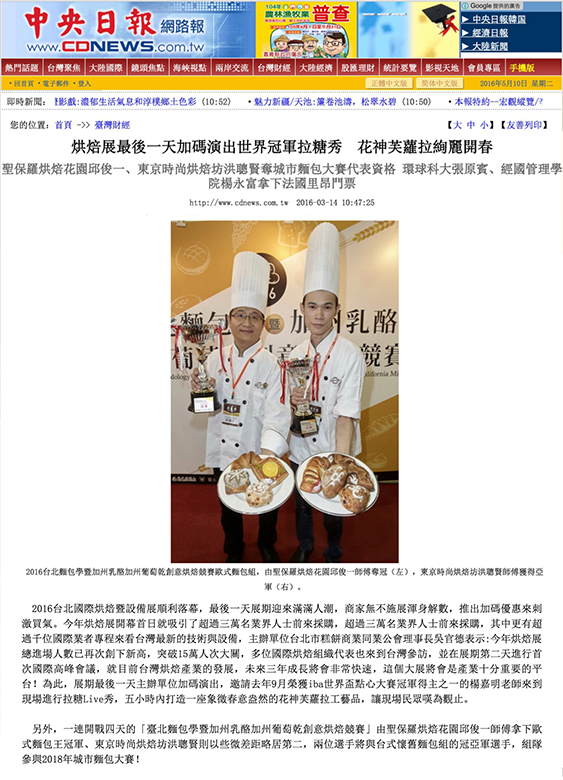 中央日報 網路報
www.CDNEWS.com.tw
104年
農林漁牧業 普查
Google 提供的廣告
► 中央日報韓国
► 經濟日報
► 大陸新聞
熱門話題 台灣聚焦 大陸國際 鏡頭焦點 海峽視點 兩岸交流 台灣財經 大陸經濟 股匯理財 統計要覽 影視天地 會員專區 手機版
·回首頁 ·電子郵件 ·登入
正體中文版 简体中文版 2016年5月10日 星期二
即時新聞： 影戲:濃郁生活氣息和淳樸鄉土色彩 (10:52) ·魅力新疆/天池:簾卷池濤，松翠水碧 (10:50) ·本報特約--宏觀縱覽/
您的位置：首頁 ->> 臺灣財經
【大 中 小】【友善列印】
烘焙展最後一天加碼演出世界冠軍拉糖秀　花神芙蘿拉絢麗開春
聖保羅烘焙花園邱俊一、東京時尚烘焙坊洪聰賢奪城市麵包大賽代表資格 環球科大張原賓、經國管理學
院楊永富拿下法國里昂門票
http://www.cdnews.com.tw 2016-03-14 10:47:25
麵包 暨 加州乳酪
葡萄 競賽
2016台北麵包學暨加州乳酪加州葡萄乾創意烘焙競賽歐式麵包組，由聖保羅烘焙花園邱俊一師傅奪冠（左），東京時尚烘焙坊洪聰賢師傅獲得亞
軍（右）。
2016台北國際烘焙暨設備展順利落幕，最後一天展期迎來滿滿人潮，商家無不施展渾身解數，推出加碼優惠來刺
激買氣。今年烘焙展開幕首日就吸引了超過三萬名業界人士前來採購，超過三萬名業界人士前來採購，其中更有超
過千位國際業者專程來看台灣最新的技術與設備，主辦單位台北市糕餅商業同業公會理事長吳官德表示:今年烘焙展
總進場人數已再次創下新高，突破15萬人次大關，多位國際烘焙組織代表也來到台灣參訪，並在展期第二天進行首
次國際高峰會議，就目前台灣烘焙產業的發展，未來三年成長將會非常快速，這個大展將會是產業十分重要的平
台！為此，展期最後一天主辦單位加碼演出，邀請去年9月榮獲iba世界盃點心大賽冠軍得主之一的楊嘉明老師來到
現場進行拉糖Live秀，五小時內打造一座象徵春意盎然的花神芙蘿拉工藝品，讓現場民眾嘆為觀止。
另外，一連開戰四天的「臺北麵包學暨加州乳酪加州葡萄乾創意烘焙競賽」由聖保羅烘焙花園邱俊一師傅拿下歐
式麵包王冠軍、東京時尚烘焙坊洪聰賢則以些微差距略居第二，兩位選手將與台式懷舊麵包組的冠亞軍選手，組隊
參與2018年城市麵包大賽!